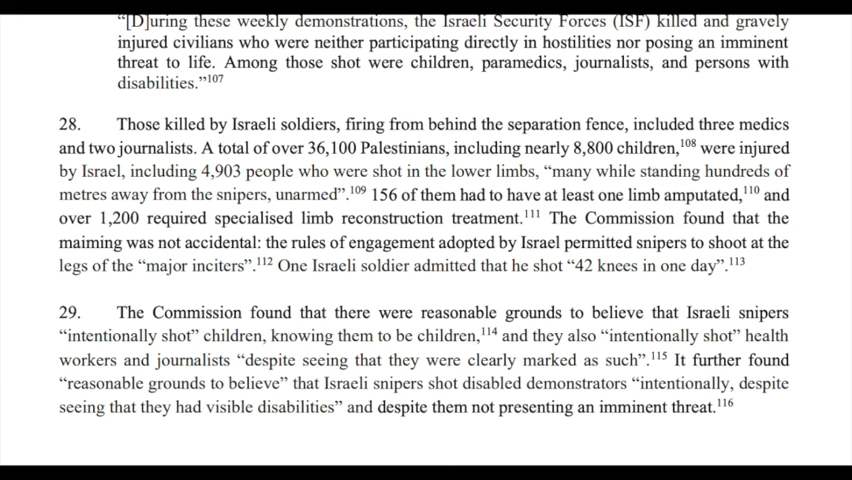 “[D]uring these weekly demonstrations, the Israeli Security Forces (ISF) killed and gravely
injured civilians who were neither participating directly in hostilities nor posing an imminent
threat to life. Among those shot were children, paramedics, journalists, and persons with
disabilities.”107
28. Those killed by Israeli soldiers, firing from behind the separation fence, included three medics
and two journalists. A total of over 36,100 Palestinians, including nearly 8,800 children,108 were injured
by Israel, including 4,903 people who were shot in the lower limbs, “many while standing hundreds of
metres away from the snipers, unarmed”.109 156 of them had to have at least one limb amputated,110 and
over 1,200 required specialised limb reconstruction treatment.111 The Commission found that the
maiming was not accidental: the rules of engagement adopted by Israel permitted snipers to shoot at the
legs of the “major inciters”.112 One Israeli soldier admitted that he shot “42 knees in one day”.113
29. The Commission found that there were reasonable grounds to believe that Israeli snipers
“intentionally shot” children, knowing them to be children,114 and they also “intentionally shot” health
workers and journalists “despite seeing that they were clearly marked as such”.115 It further found
“reasonable grounds to believe” that Israeli snipers shot disabled demonstrators “intentionally, despite
seeing that they had visible disabilities” and despite them not presenting an imminent threat.116